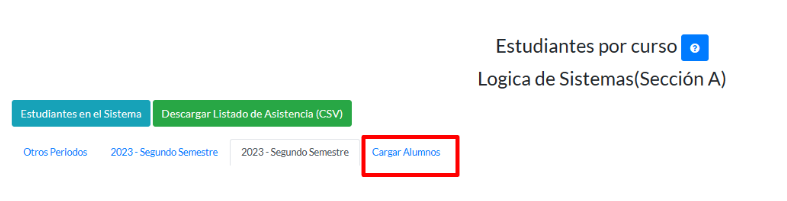 Estudiantes por curso
Logica de Sistemas(Sección A)
Estudiantes en el Sistema Descargar Listado de Asistencia (CSV)
Otros Periodos 2023 - Segundo Semestre 2023 - Segundo Semestre Cargar Alumnos